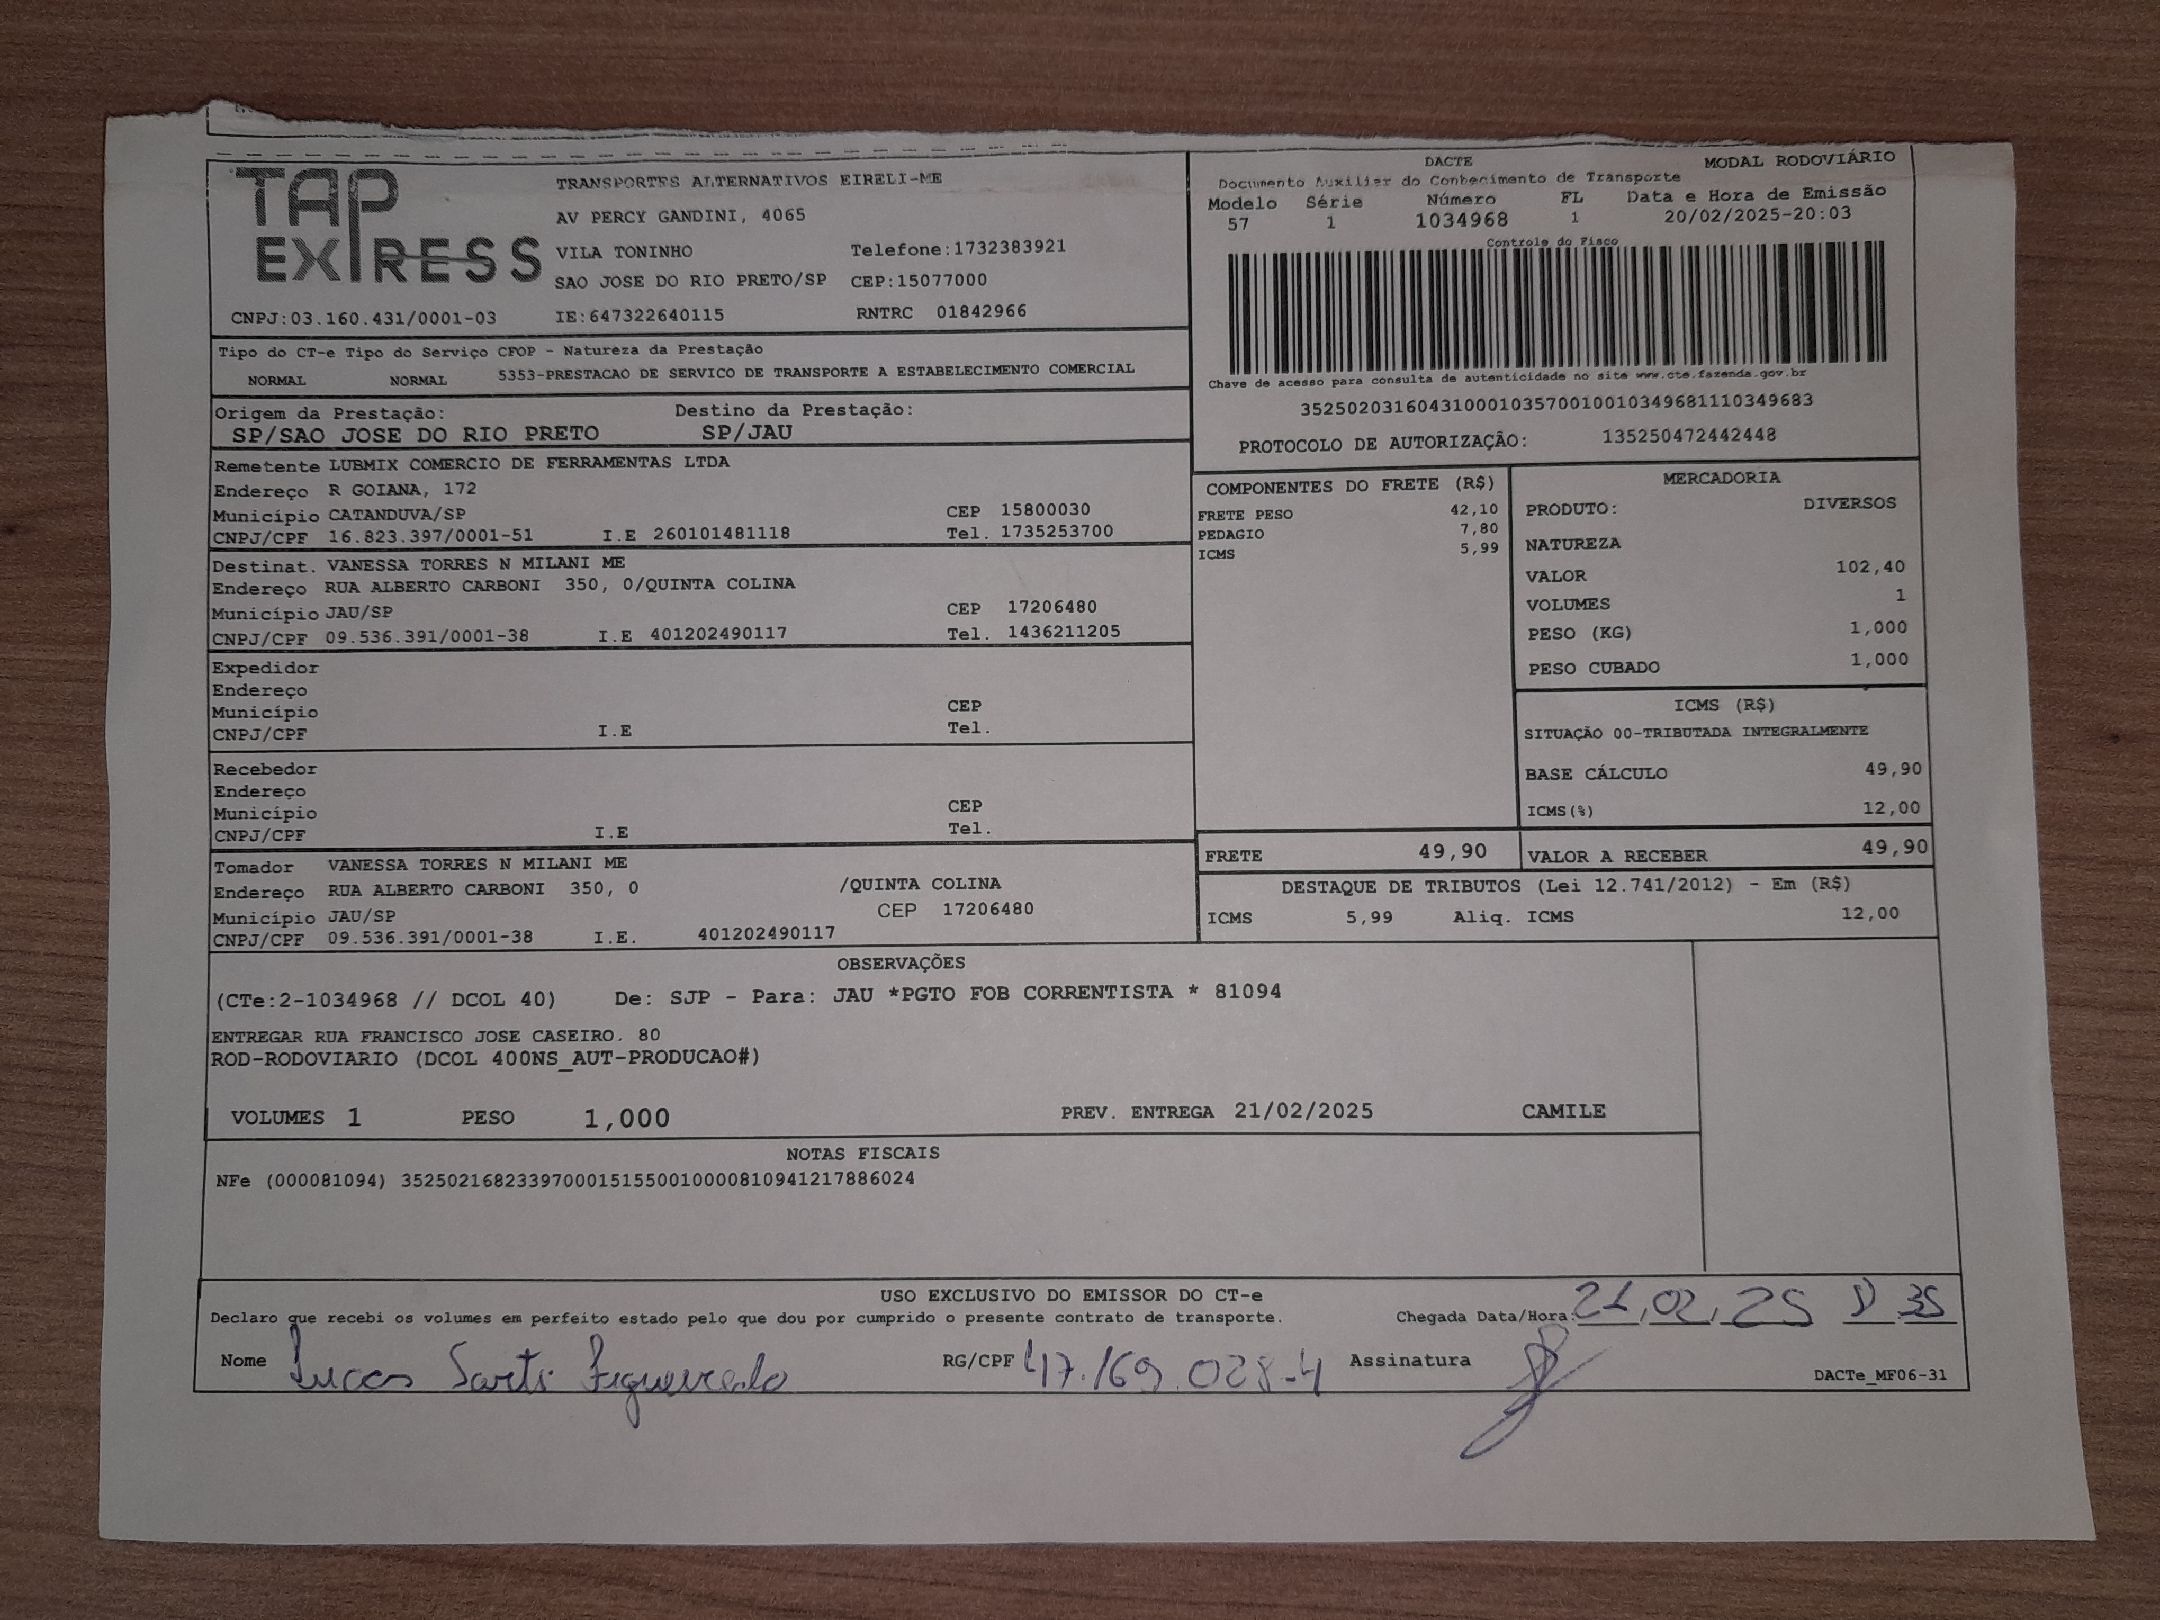 TAP EXPRESS
TRANSPORTES ALTERNATIVOS EIRELI-ME
AV PERCY GANDINI, 4065
VILA TONINHO Telefone:1732383921
SAO JOSE DO RIO PRETO/SP CEP:15077000
CNPJ:03.160.431/0001-03 IE:647322640115 RNTRC 01842966
DACTE MODAL RODOVIÁRIO
Documento Auxiliar do Conhecimento de Transporte
Modelo Série Número FL Data e Hora de Emissão
57 1 1034968 1 20/02/2025-20:03
Controle do Fisco
Chave de acesso para consulta de autenticidade no site www.cte.fazenda.gov.br
35250203160431000103570010010349681110349683
PROTOCOLO DE AUTORIZAÇÃO: 135250472442448
Tipo do CT-e Tipo do Serviço CFOP - Natureza da Prestação
NORMAL NORMAL 5353-PRESTACAO DE SERVICO DE TRANSPORTE A ESTABELECIMENTO COMERCIAL
Origem da Prestação: Destino da Prestação:
SP/SAO JOSE DO RIO PRETO SP/JAU
Remetente LUBMIX COMERCIO DE FERRAMENTAS LTDA
Endereço R GOIANA, 172
Município CATANDUVA/SP CEP 15800030
CNPJ/CPF 16.823.397/0001-51 I.E 260101481118 Tel. 1735253700
Destinat. VANESSA TORRES N MILANI ME
Endereço RUA ALBERTO CARBONI 350, 0/QUINTA COLINA
Município JAU/SP CEP 17206480
CNPJ/CPF 09.536.391/0001-38 I.E 401202490117 Tel. 1436211205
Expedidor
Endereço
Município CEP
CNPJ/CPF I.E Tel.
Recebedor
Endereço
Município CEP
CNPJ/CPF I.E Tel.
Tomador VANESSA TORRES N MILANI ME
Endereço RUA ALBERTO CARBONI 350, 0 /QUINTA COLINA
Município JAU/SP CEP 17206480
CNPJ/CPF 09.536.391/0001-38 I.E. 401202490117
COMPONENTES DO FRETE (R$)
FRETE PESO 42,10
PEDAGIO 7,80
ICMS 5,99
MERCADORIA
PRODUTO: DIVERSOS
NATUREZA
VALOR 102,40
VOLUMES 1
PESO (KG) 1,000
PESO CUBADO 1,000
ICMS (R$)
SITUAÇÃO 00-TRIBUTADA INTEGRALMENTE
BASE CÁLCULO 49,90
ICMS(%) 12,00
FRETE 49,90 VALOR A RECEBER 49,90
DESTAQUE DE TRIBUTOS (Lei 12.741/2012) - Em (R$)
ICMS 5,99 Aliq. ICMS 12,00
OBSERVAÇÕES
(CTe:2-1034968 // DCOL 40) De: SJP - Para: JAU *PGTO FOB CORRENTISTA * 81094
ENTREGAR RUA FRANCISCO JOSE CASEIRO. 80
ROD-RODOVIARIO (DCOL 400NS_AUT-PRODUCAO#)
VOLUMES 1 PESO 1,000 PREV. ENTREGA 21/02/2025 CAMILE
NOTAS FISCAIS
NFe (000081094) 35250216823397000151550010000810941217886024
USO EXCLUSIVO DO EMISSOR DO CT-e
Declaro que recebi os volumes em perfeito estado pelo que dou por cumprido o presente contrato de transporte. Chegada Data/Hora: 21,02,25 35
Nome Lucas Sarti Figueiredo RG/CPF 47.169.028-4 Assinatura
DACTe_MF06-31